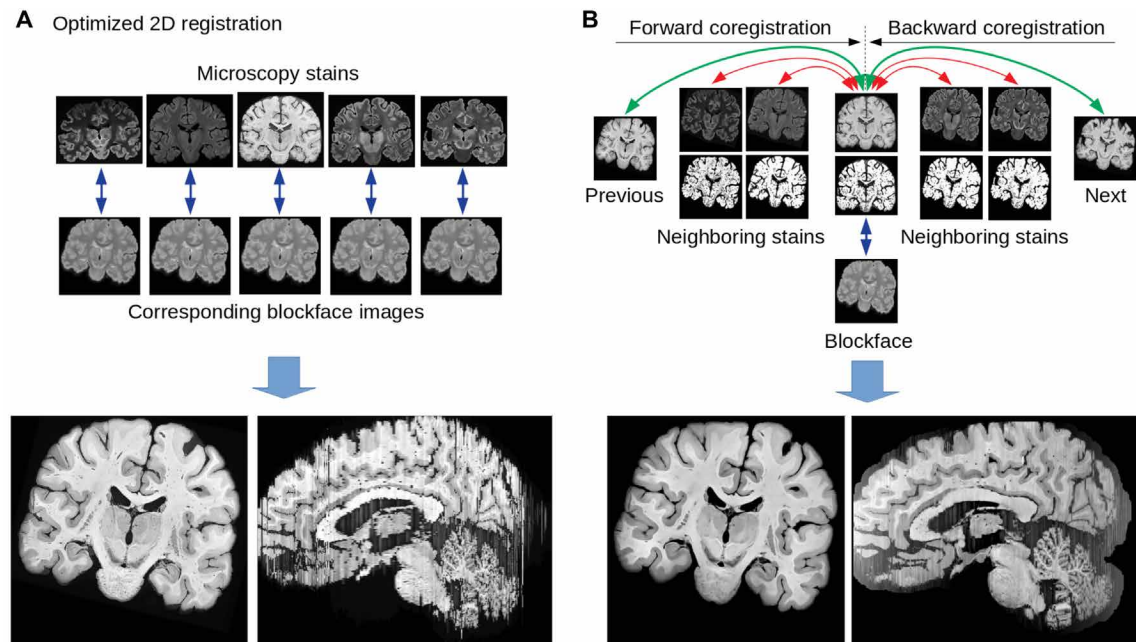 A Optimized 2D registration
Microscopy stains
Corresponding blockface images
B
Forward coregistration Backward coregistration
Previous
Next
Neighboring stains Neighboring stains
Blockface